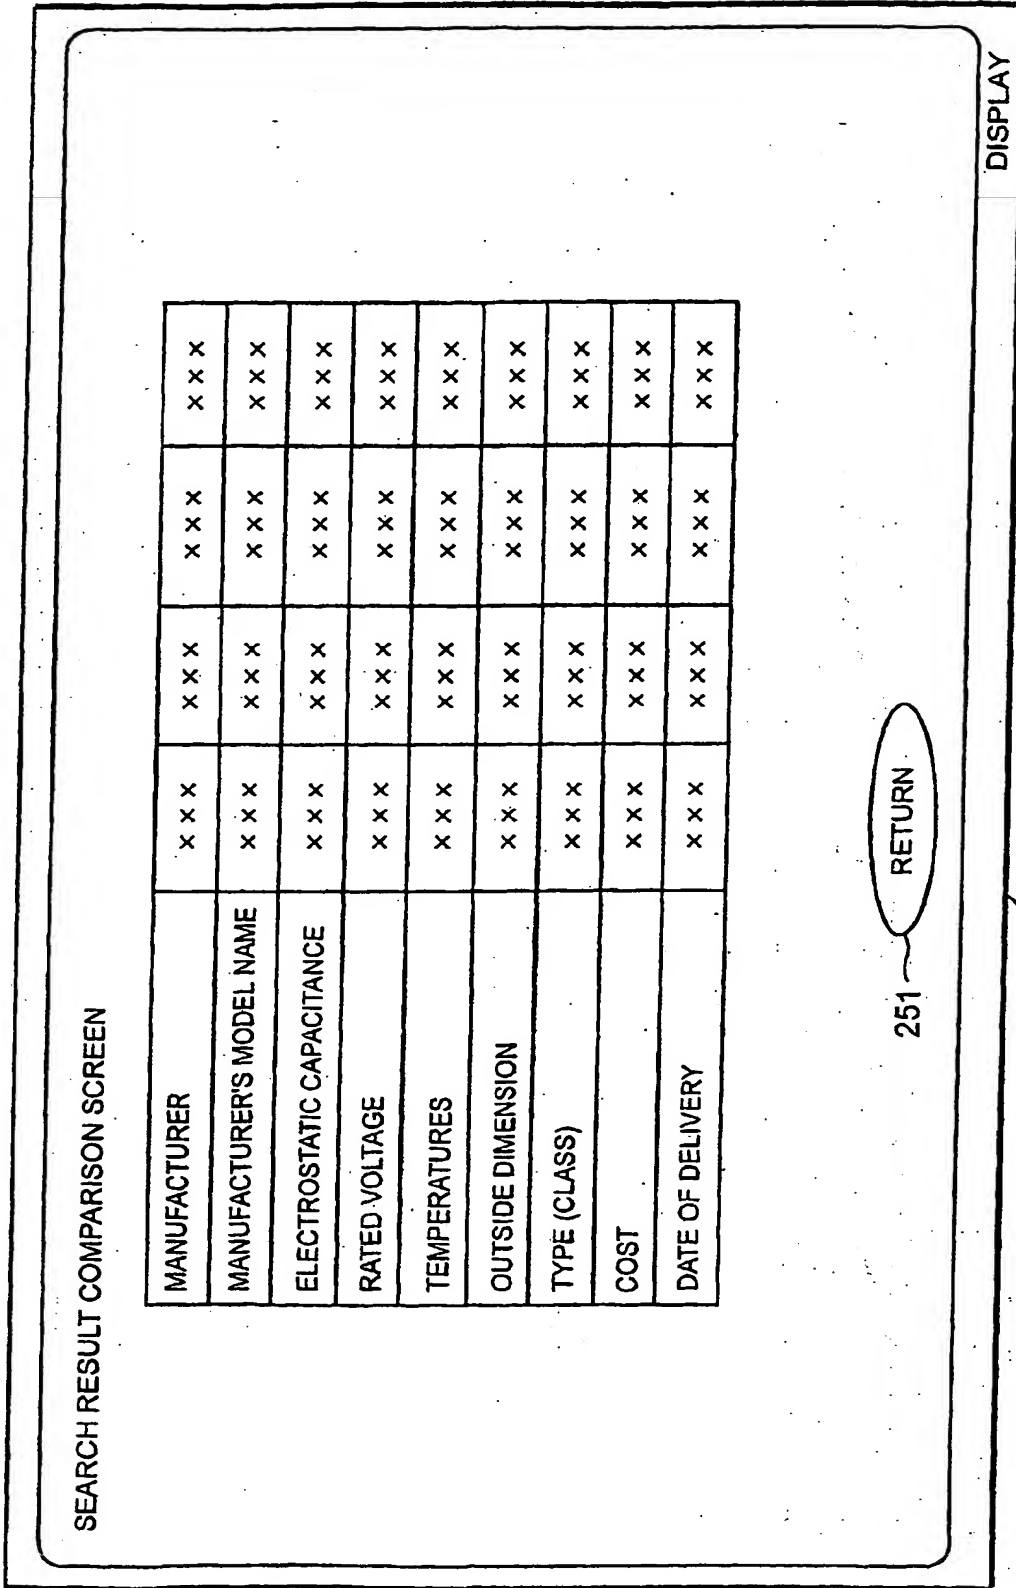 SEARCH RESULT COMPARISON SCREEN
MANUFACTURER ××× ××× ××× ×××
MANUFACTURER'S MODEL NAME ××× ××× ××× ×××
ELECTROSTATIC CAPACITANCE ××× ××× ××× ×××
RATED VOLTAGE ××× ××× ××× ×××
TEMPERATURES ××× ××× ××× ×××
OUTSIDE DIMENSION ××× ××× ××× ×××
TYPE (CLASS) ××× ××× ××× ×××
COST ××× ××× ××× ×××
DATE OF DELIVERY ××× ××× ××× ×××
251 RETURN
DISPLAY